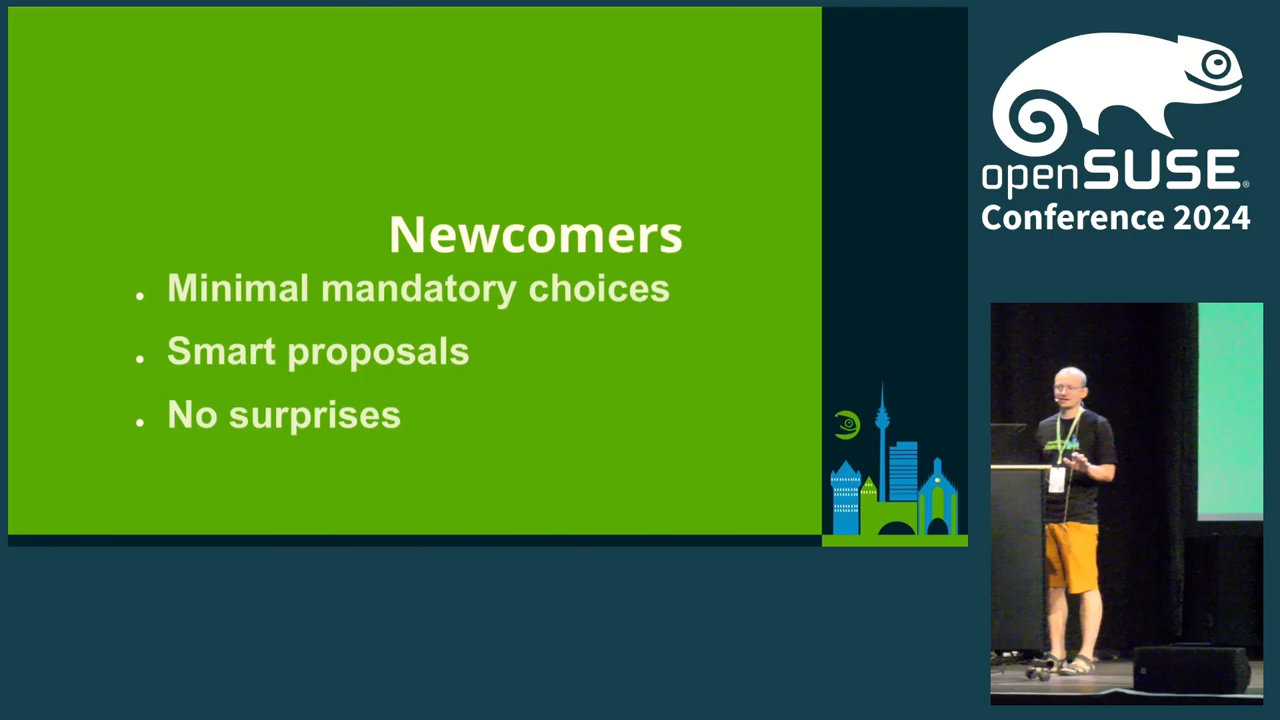 Newcomers
Minimal mandatory choices
Smart proposals
No surprises
openSUSE®
Conference 2024